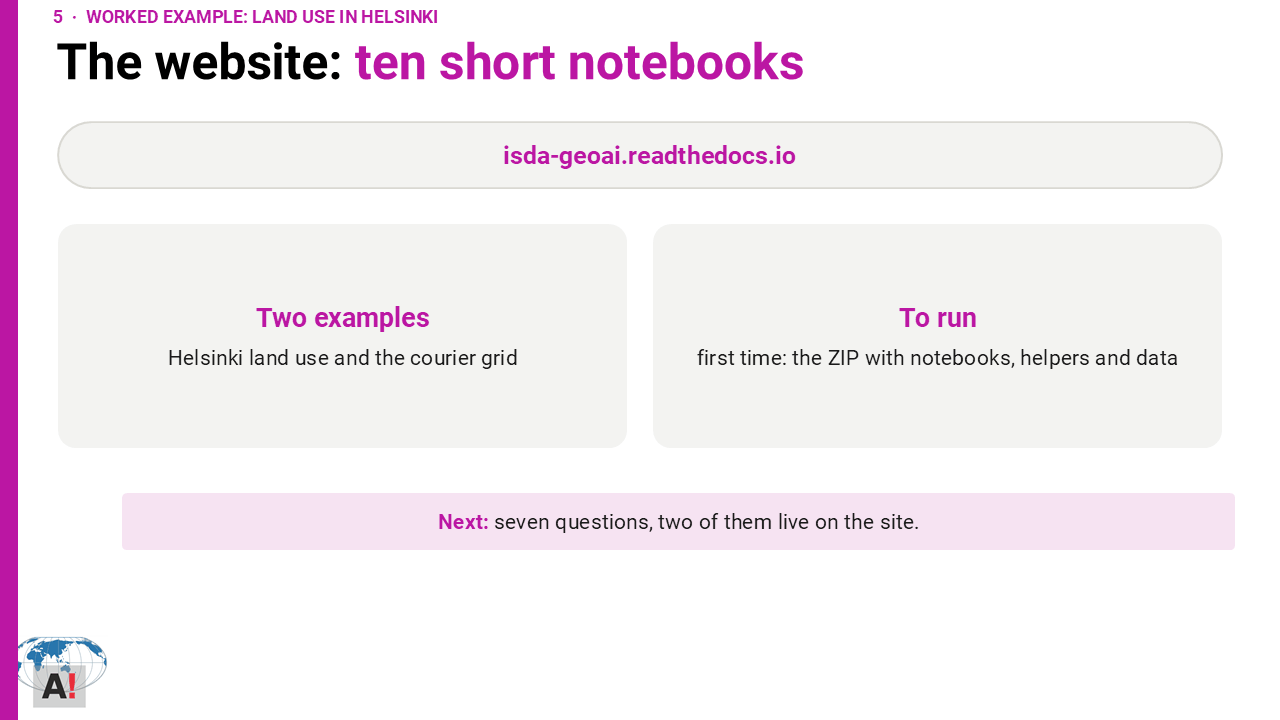 5 · WORKED EXAMPLE: LAND USE IN HELSINKI
The website: ten short notebooks
isda-geoai.readthedocs.io
Two examples
Helsinki land use and the courier grid
To run
first time: the ZIP with notebooks, helpers and data
Next: seven questions, two of them live on the site.
A!